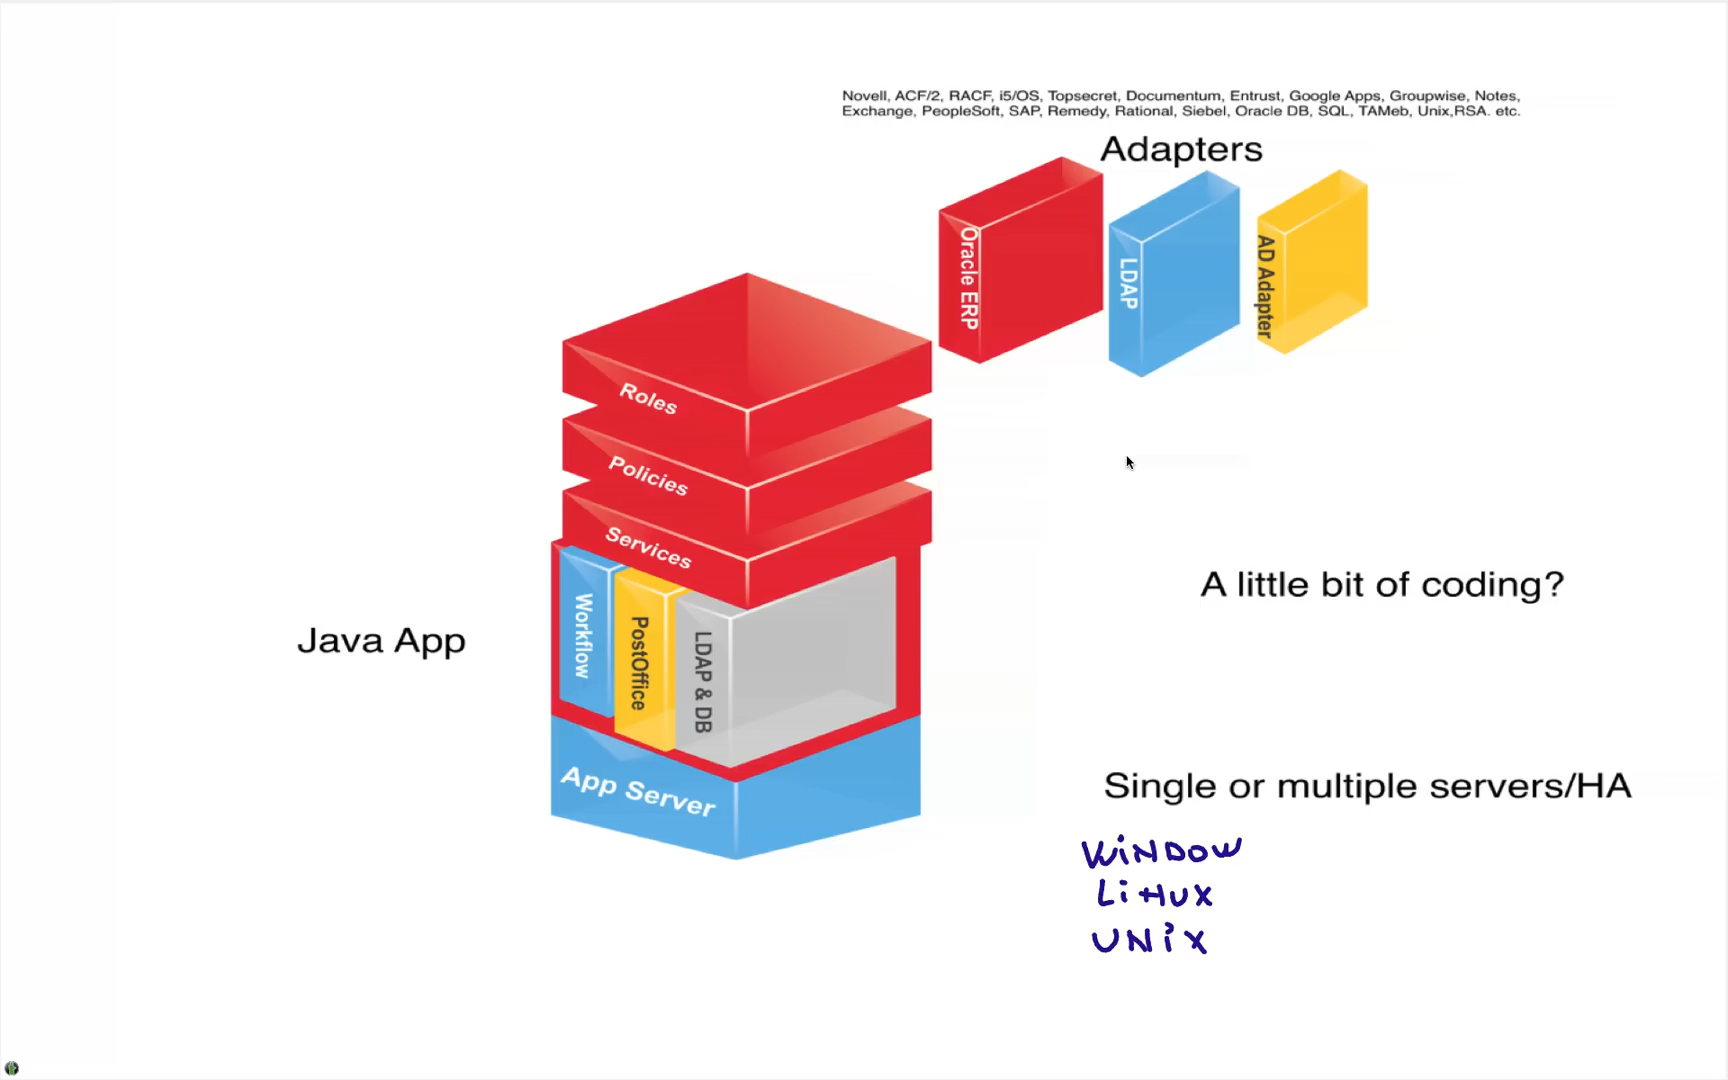 Novell, ACF/2, RACF, i5/OS, Topsecret, Documentum, Entrust, Google Apps, Groupwise, Notes,
Exchange, PeopleSoft, SAP, Remedy, Rational, Siebel, Oracle DB, SQL, TAMeb, Unix,RSA. etc.
Adapters
Oracle ERP
LDAP
AD Adapter
Roles
Policies
Services
Workflow
PostOffice
LDAP & DB
App Server
Java App
A little bit of coding?
Single or multiple servers/HA
WiNDOW
LiNUX
UNiX